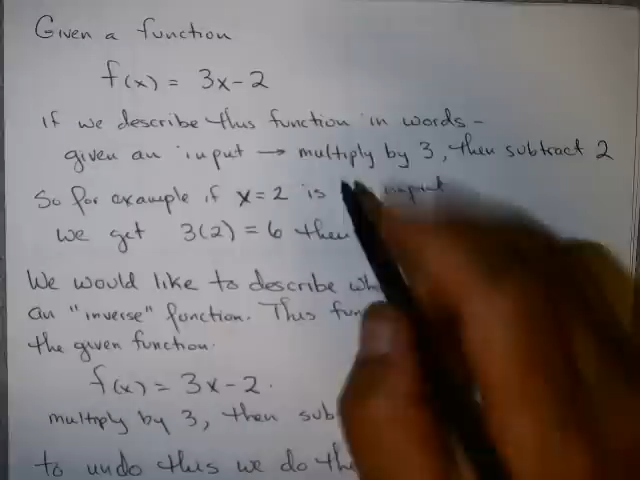 Given a function
f(x) = 3x-2
If we describe this function in words -
given an input → multiply by 3, then subtract 2
So for example if x=2 is input
we get 3(2) = 6 then
We would like to describe
an "inverse" function. This
the given function.
f(x) = 3x-2.
multiply by 3, then
to undo this we do